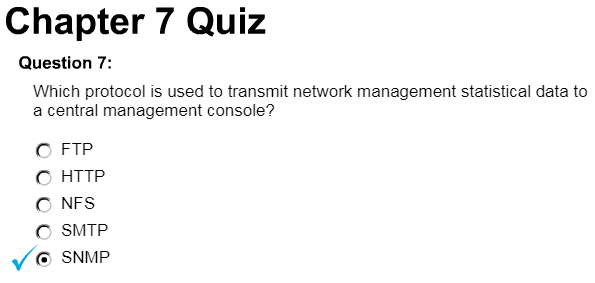 Chapter 7 Quiz
Question 7:
Which protocol is used to transmit network management statistical data to
a central management console?
FTP
HTTP
NFS
SMTP
SNMP